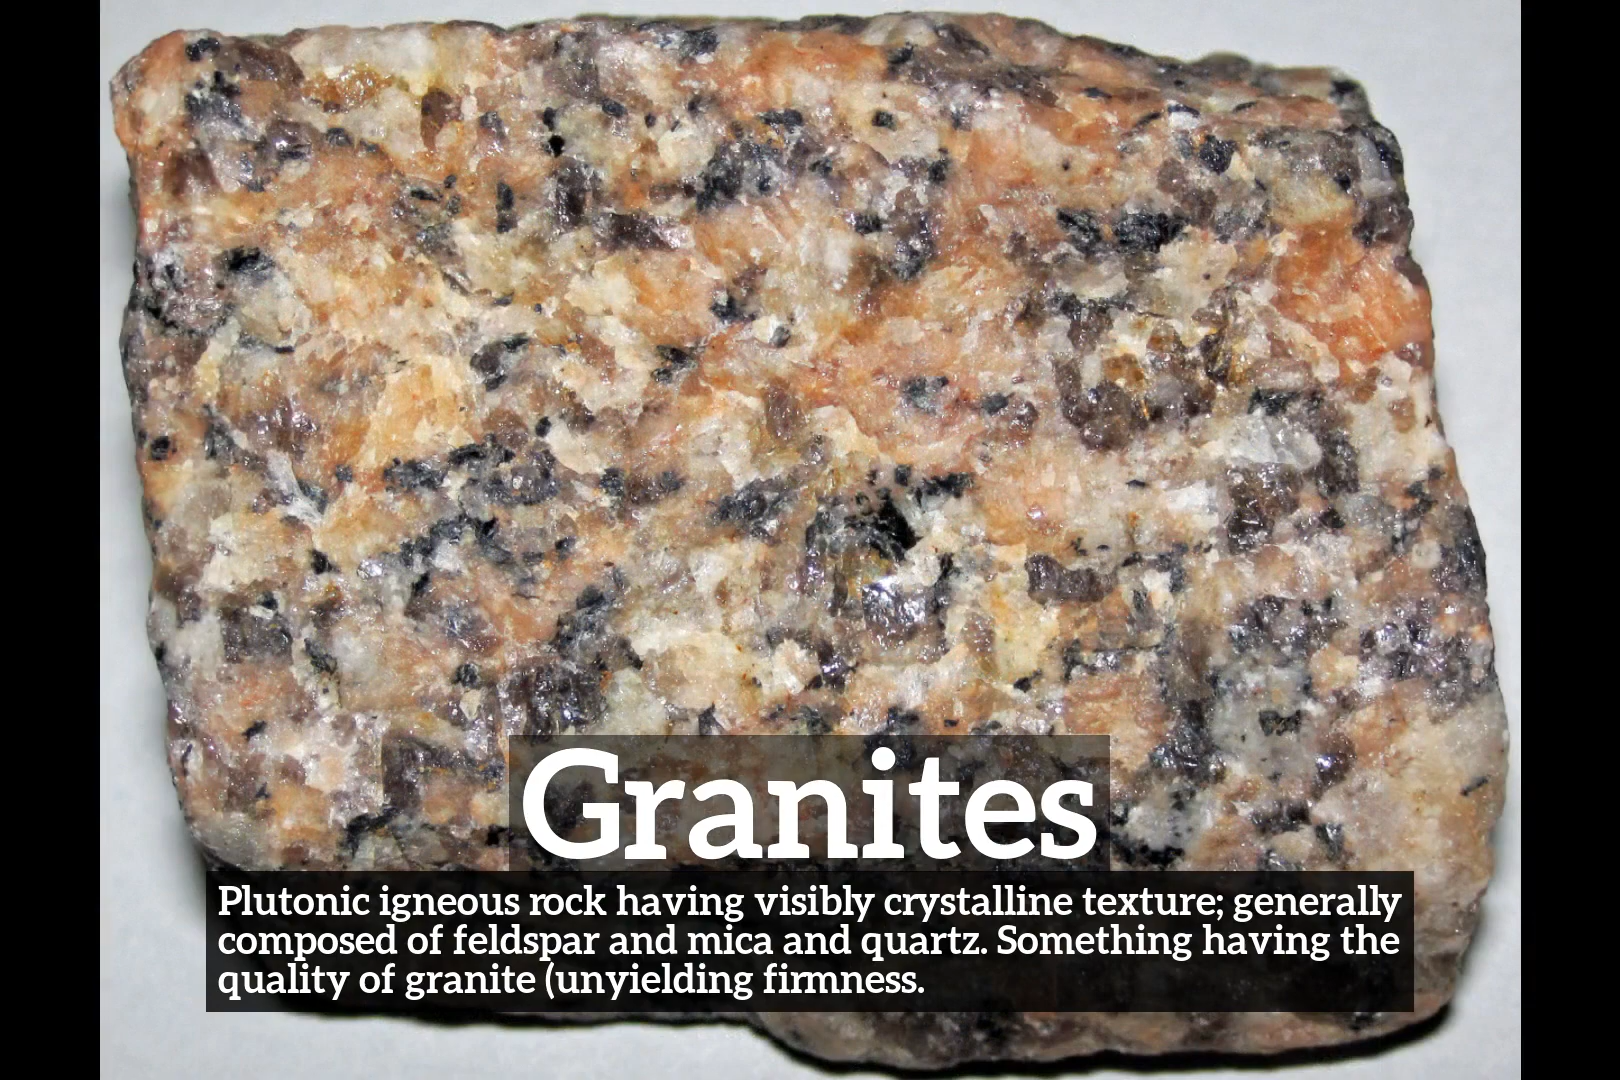 Granites
Plutonic igneous rock having visibly crystalline texture; generally
composed of feldspar and mica and quartz. Something having the
quality of granite (unyielding firmness.